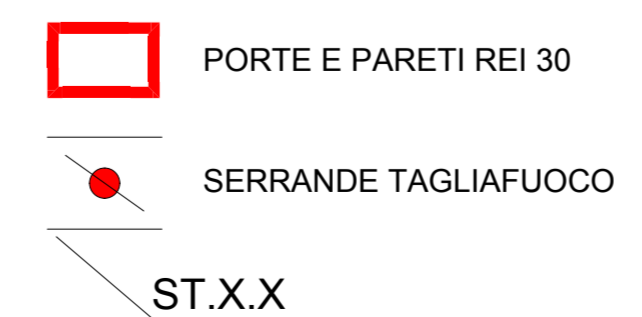 PORTE E PARETI REI 30
SERRANDE TAGLIAFUOCO
ST.X.X